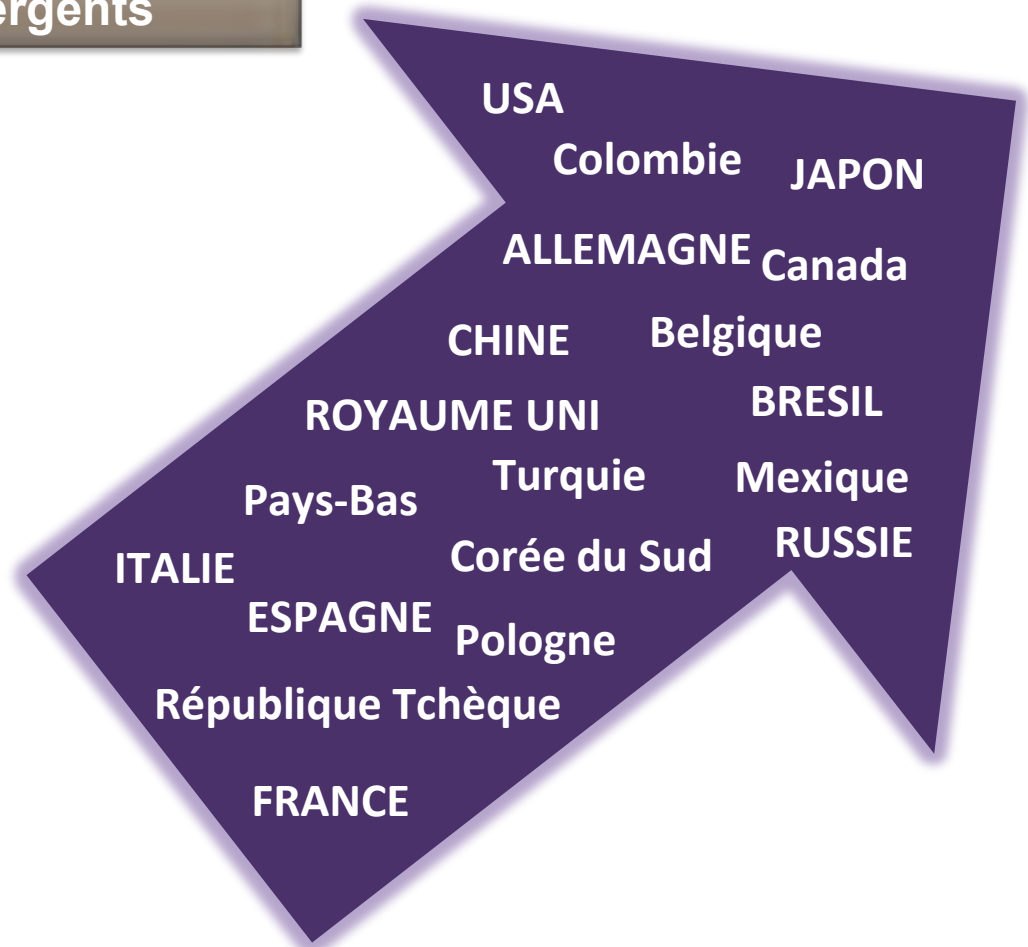 USA
Colombie
JAPON
ALLEMAGNE
Canada
CHINE
Belgique
ROYAUME UNI
BRESIL
Turquie
Mexique
Pays-Bas
ITALIE
Corée du Sud
RUSSIE
ESPAGNE
Pologne
République Tchèque
FRANCE